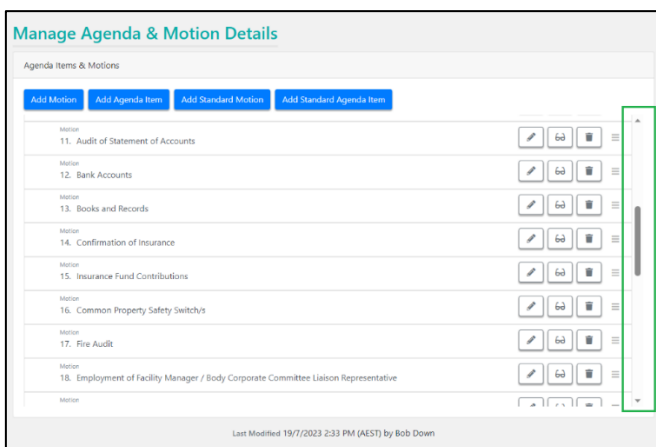 Manage Agenda & Motion Details
Agenda Items & Motions
Add Motion Add Agenda Item Add Standard Motion Add Standard Agenda Item
Motion
11. Audit of Statement of Accounts
Motion
12. Bank Accounts
Motion
13. Books and Records
Motion
14. Confirmation of Insurance
Motion
15. Insurance Fund Contributions
Motion
16. Common Property Safety Switch/s
Motion
17. Fire Audit
Motion
18. Employment of Facility Manager / Body Corporate Committee Liaison Representative
Motion
Last Modified 19/7/2023 2:33 PM (AEST) by Bob Down